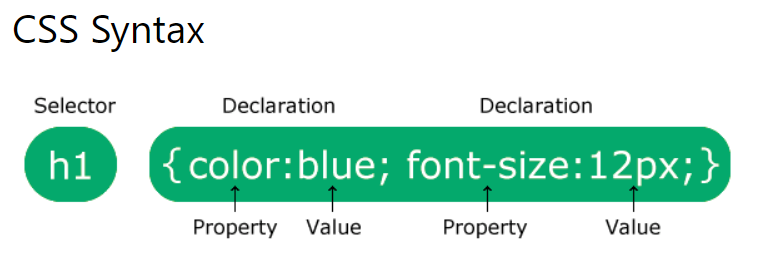 CSS Syntax
Selector Declaration Declaration
h1 {color:blue; font-size:12px;}
Property Value Property Value